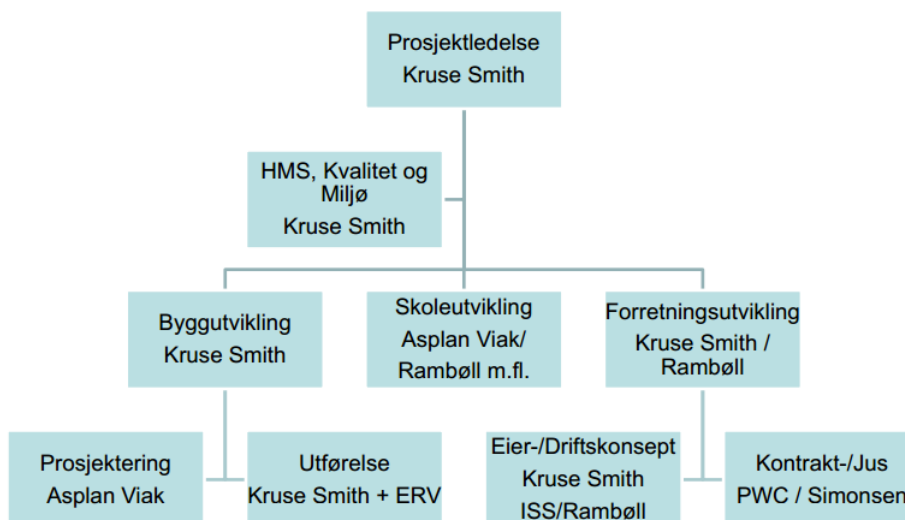 Prosjektledelse
Kruse Smith
HMS, Kvalitet og
Miljø
Kruse Smith
Byggutvikling
Kruse Smith
Skoleutvikling
Asplan Viak/
Rambøll m.fl.
Forretningsutvikling
Kruse Smith /
Rambøll
Prosjektering
Asplan Viak
Utførelse
Kruse Smith + ERV
Eier-/Driftskonsept
Kruse Smith
ISS/Rambøll
Kontrakt-/Jus
PWC / Simonsen